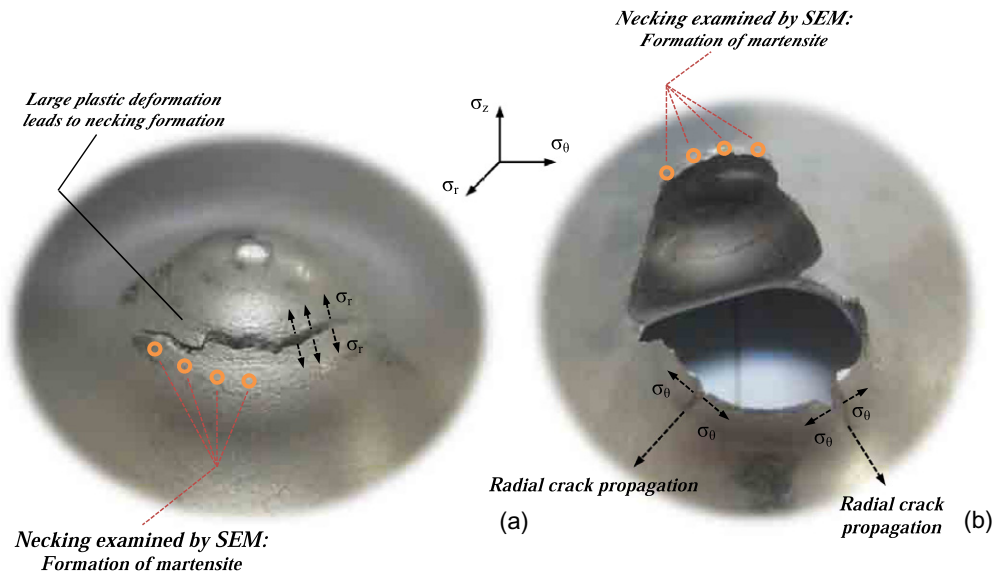 Necking examined by SEM:
Formation of martensite
Large plastic deformation
leads to necking formation
σz
σθ
σr
σr
σr
σθ
σθ
σθ
σθ
Radial crack propagation
Radial crack
propagation
(a)
(b)
Necking examined by SEM:
Formation of martensite